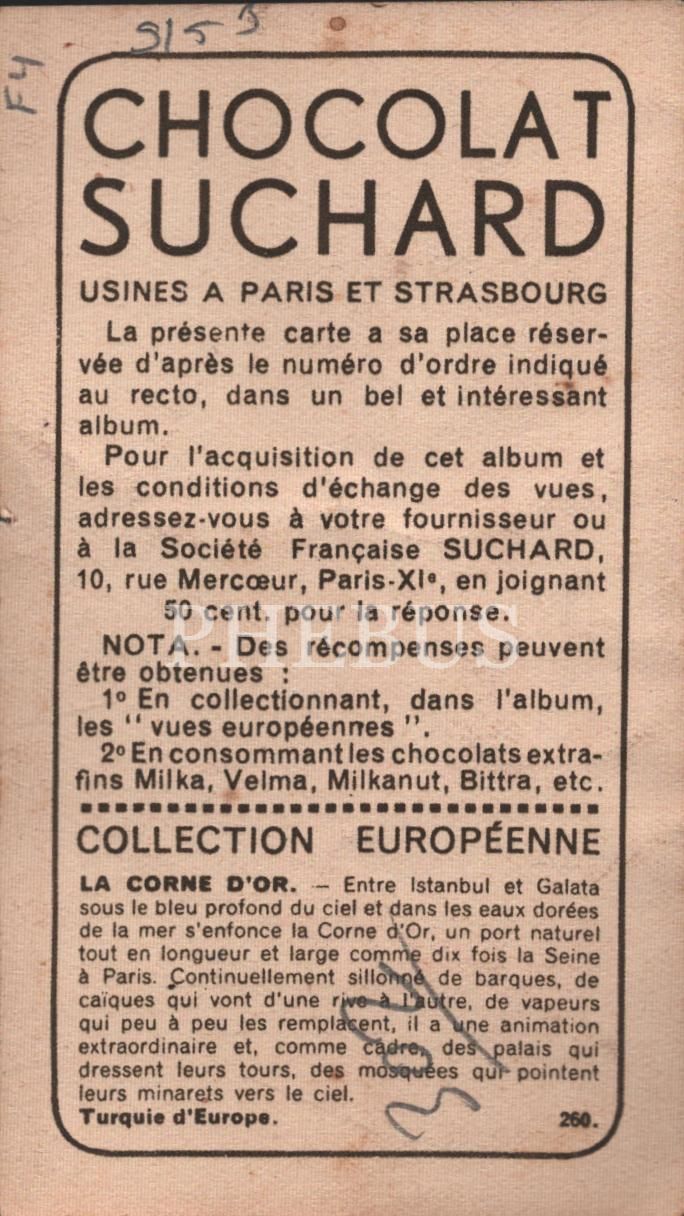 F4
S15 B
CHOCOLAT
SUCHARD
USINES A PARIS ET STRASBOURG
La présente carte a sa place réser-
vée d'après le numéro d'ordre indiqué
au recto, dans un bel et intéressant
album.
Pour l'acquisition de cet album et
les conditions d'échange des vues,
adressez-vous à votre fournisseur ou
à la Société Française SUCHARD,
10, rue Mercœur, Paris-XIe, en joignant
50 cent. pour la réponse.
PHEBUS
NOTA. - Des récompenses peuvent
être obtenues :
1o En collectionnant, dans l'album,
les " vues européennes ".
2o En consommant les chocolats extra-
fins Milka, Velma, Milkanut, Bittra, etc.
COLLECTION EUROPÉENNE
LA CORNE D'OR. — Entre Istanbul et Galata
sous le bleu profond du ciel et dans les eaux dorées
de la mer s'enfonce la Corne d'Or, un port naturel
tout en longueur et large comme dix fois la Seine
à Paris. Continuellement sillonné de barques, de
caïques qui vont d'une rive à l'autre, de vapeurs
qui peu à peu les remplacent, il a une animation
extraordinaire et, comme cadre, des palais qui
dressent leurs tours, des mosquées qui pointent
leurs minarets vers le ciel.
Turquie d'Europe. 260.